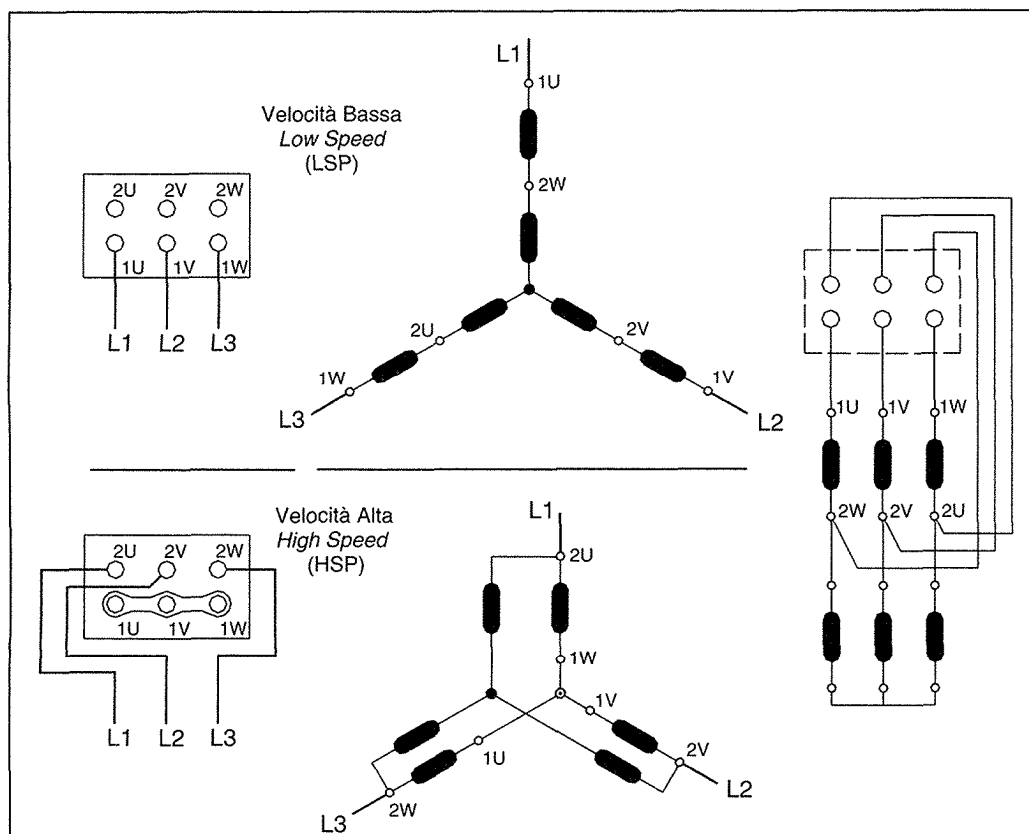 Velocità Bassa
Low Speed
(LSP)
2U 2V 2W
1U 1V 1W
L1 L2 L3
L1
1U
2W
2U
2V
1W
1V
L3
L2
Velocità Alta
High Speed
(HSP)
2U 2V 2W
1U 1V 1W
L1 L2 L3
L1
2U
1W
1V
1U
2V
2W
L2
L3
1U 1V 1W
2W 2V 2U